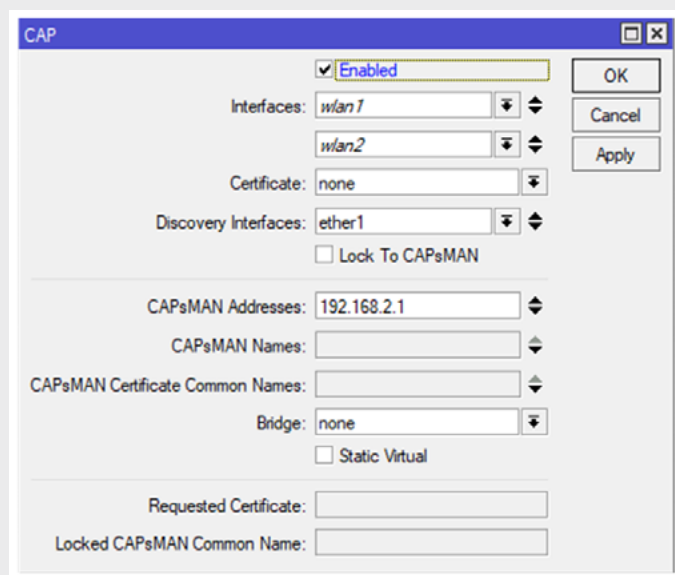 CAP
Enabled
OK
Interfaces: wlan1
Cancel
wlan2
Apply
Certificate: none
Discovery Interfaces: ether1
Lock To CAPsMAN
CAPsMAN Addresses: 192.168.2.1
CAPsMAN Names:
CAPsMAN Certificate Common Names:
Bridge: none
Static Virtual
Requested Certificate:
Locked CAPsMAN Common Name: